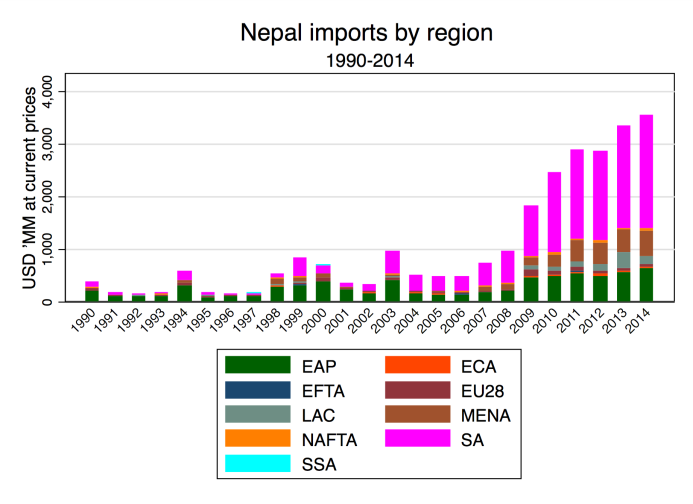 Nepal imports by region
1990-2014
USD 'MM at current prices
4,000
3,000
2,000
1,000
0
1990 1991 1992 1993 1994 1995 1996 1997 1998 1999 2000 2001 2002 2003 2004 2005 2006 2007 2008 2009 2010 2011 2012 2013 2014
EAP ECA
EFTA EU28
LAC MENA
NAFTA SA
SSA